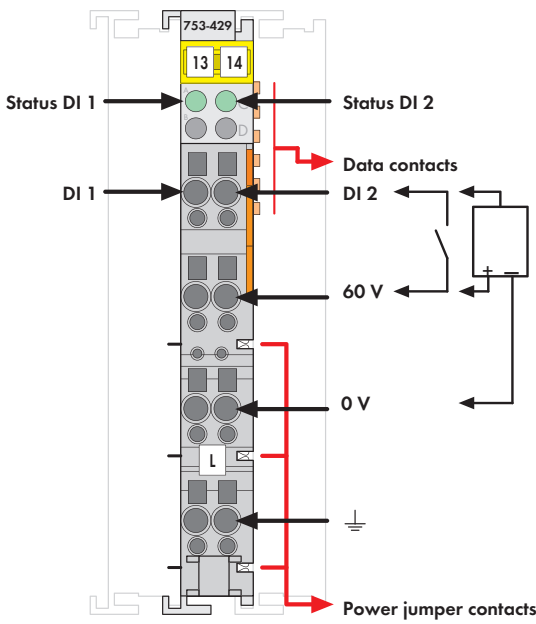 753-429
13 14
A
C
Status DI 1
Status DI 2
B
D
Data contacts
DI 1
DI 2
+ −
60 V
0 V
L
Power jumper contacts